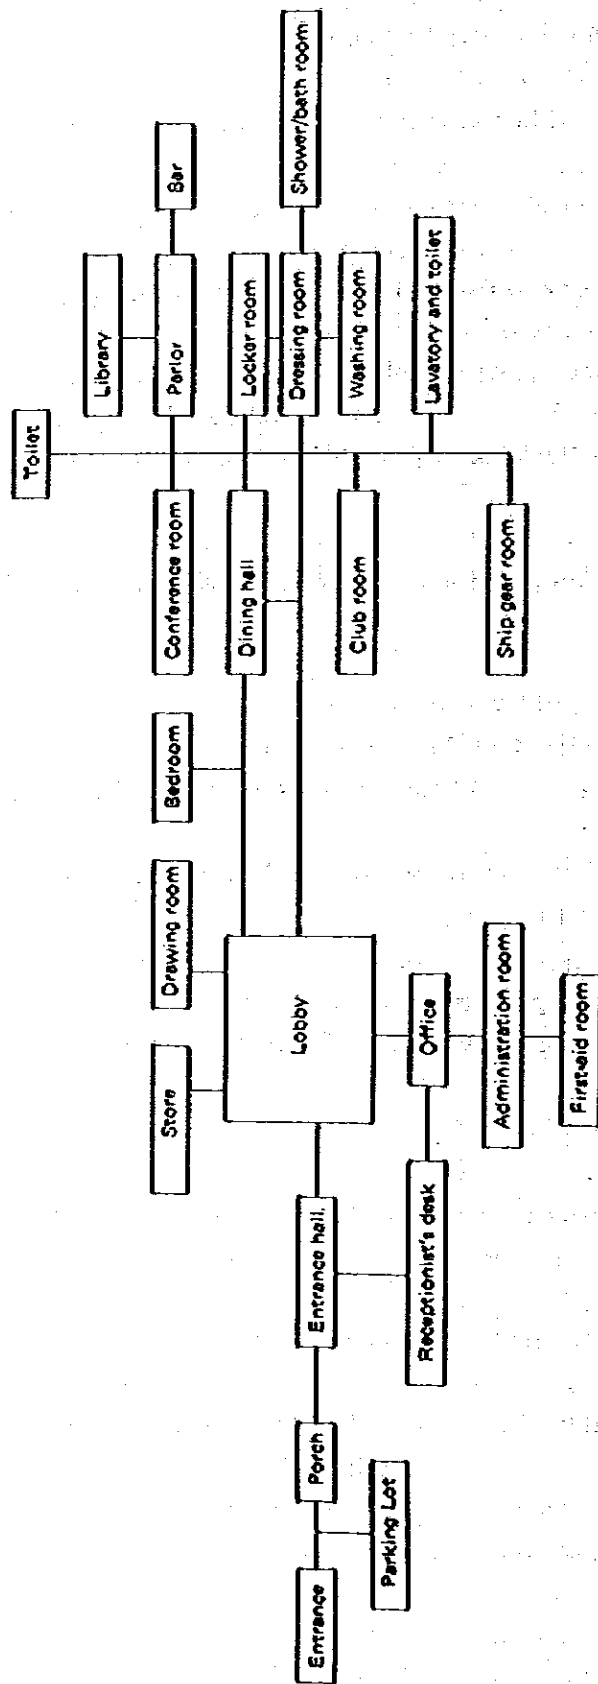 Entrance
Parking Lot
Porch
Entrance hall
Receptionist's desk
Store
Drawing room
Lobby
Office
Administration room
First-aid room
Bedroom
Conference room
Dining hall
Club room
Ship gear room
Toilet
Library
Parlor
Bar
Locker room
Dressing room
Washing room
Shower/bath room
Lavatory and toilet